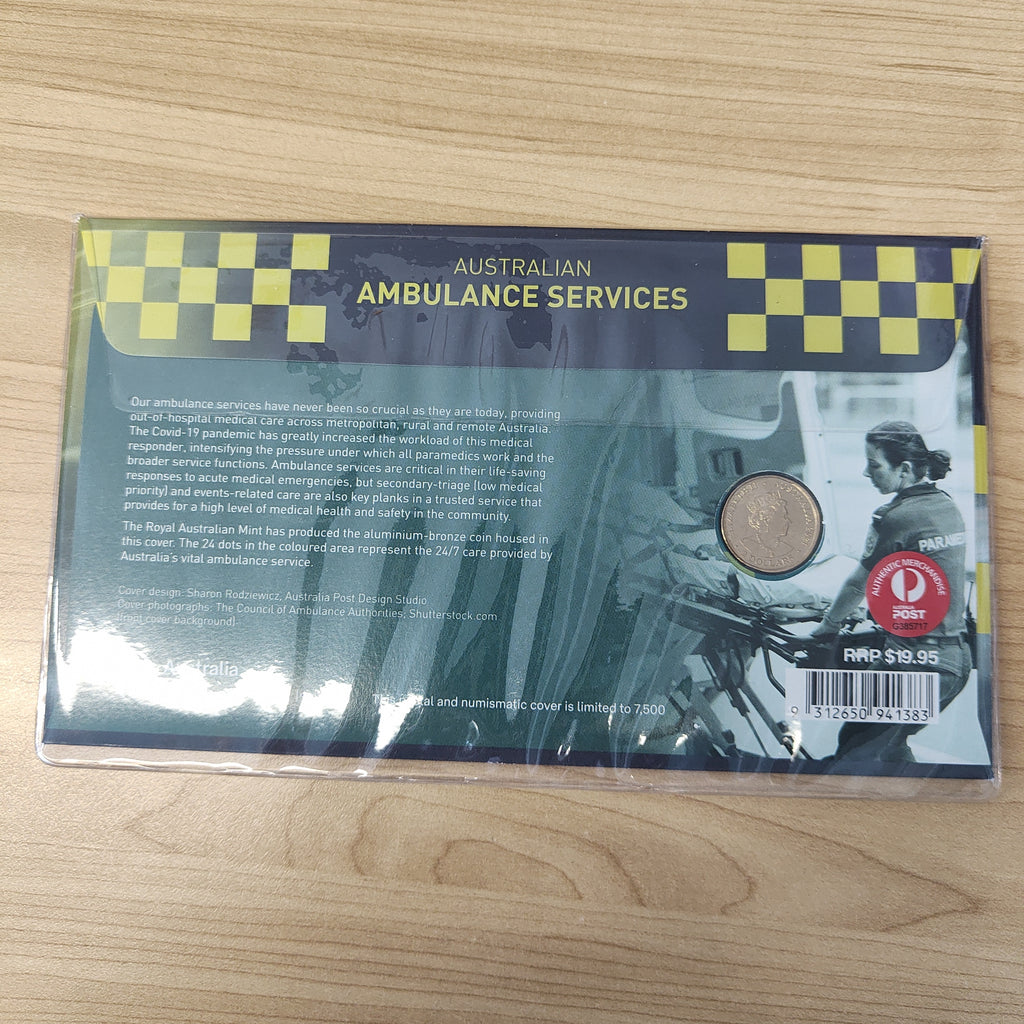 AUSTRALIAN
AMBULANCE SERVICES
Our ambulance services have never been so crucial as they are today, providing
out-of-hospital medical care across metropolitan, rural and remote Australia.
The Covid-19 pandemic has greatly increased the workload of this medical
responder, intensifying the pressure under which all paramedics work and the
broader service functions. Ambulance services are critical in their life-saving
responses to acute medical emergencies, but secondary-triage (low medical
priority) and events-related care are also key planks in a trusted service that
provides for a high level of medical health and safety in the community.
The Royal Australian Mint has produced the aluminium-bronze coin housed in
this cover. The 24 dots in the coloured area represent the 24/7 care provided by
Australia's vital ambulance service.
Cover design: Sharon Rodziewicz, Australia Post Design Studio
Cover photographs: The Council of Ambulance Authorities, Shutterstock.com
(front cover background)
Australia
and numismatic cover is limited to 7,500
DOLLAR
PARAME
AUTHENTIC MERCHANDISE
AUSTRALIA
POST
G385717
RRP $19.95
9 312650 941383